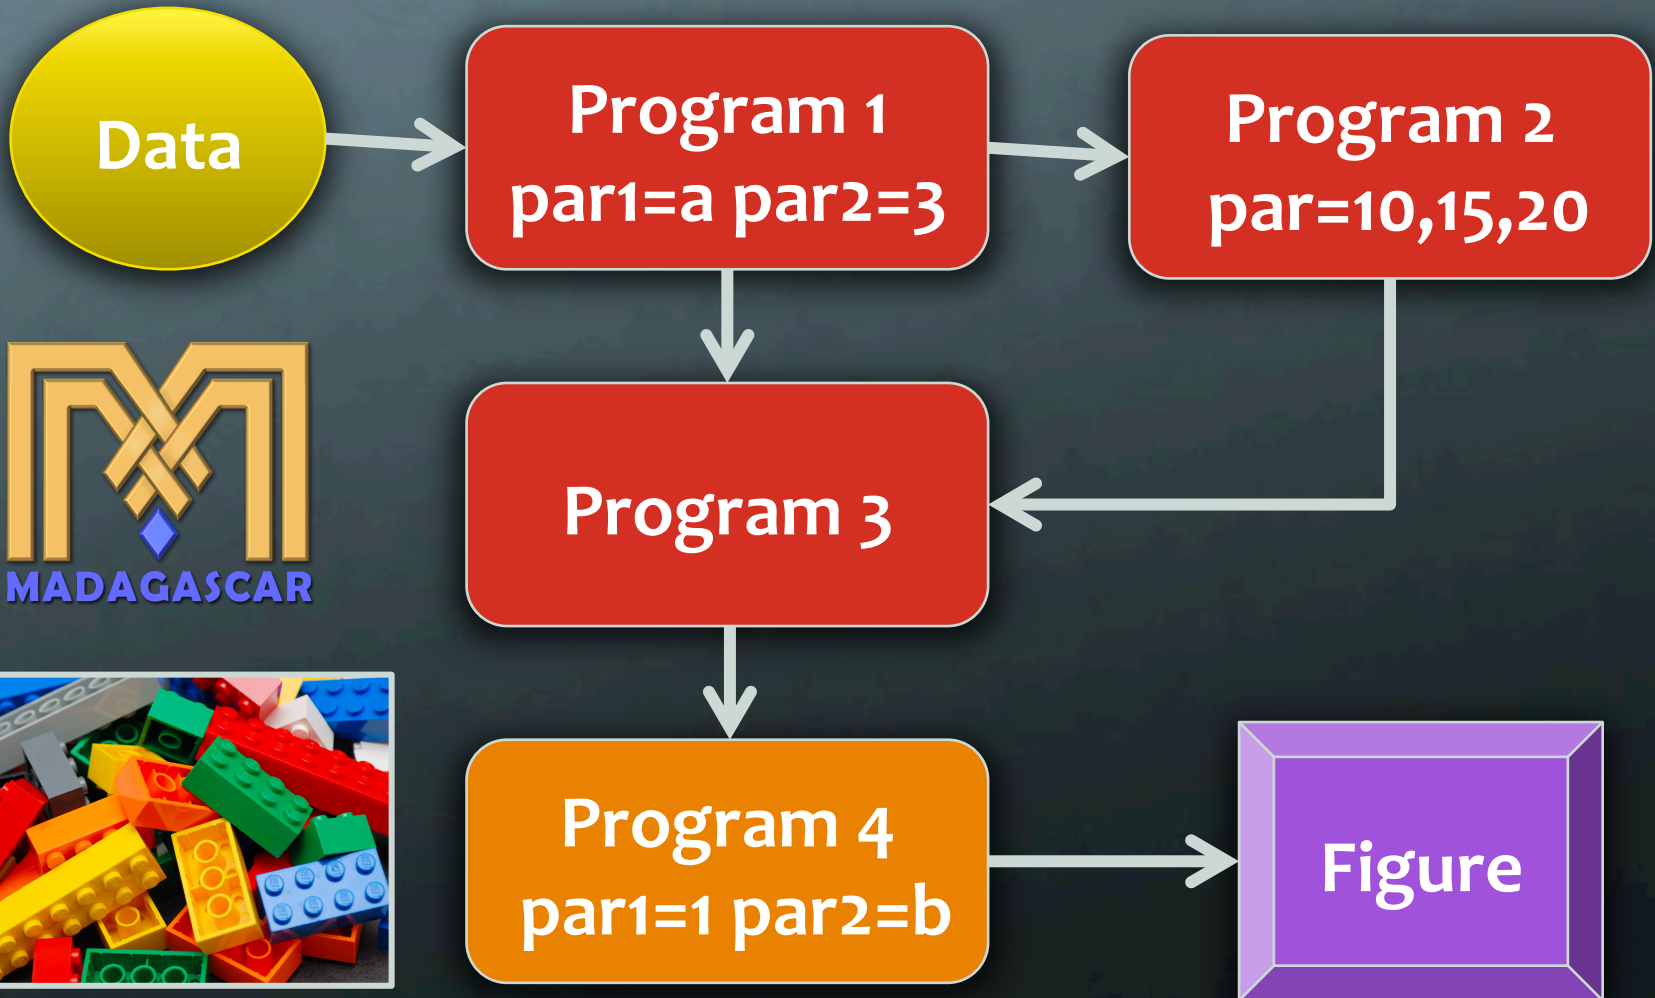 Data
Program 1
par1=a par2=3
Program 2
par=10,15,20
MADAGASCAR
Program 3
Program 4
par1=1 par2=b
Figure